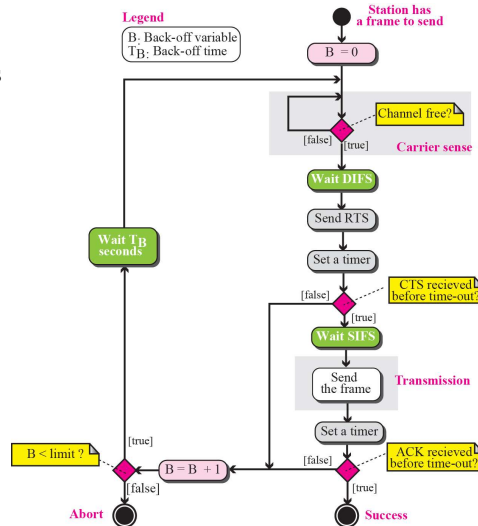 Legend
B: Back-off variable
T_B: Back-off time
Station has
a frame to send
B = 0
Channel free?
[false]
[true]
Carrier sense
Wait DIFS
Send RTS
Wait T_B
seconds
Set a timer
[false]
CTS recieved
before time-out?
[true]
Wait SIFS
Send
the frame
Transmission
Set a timer
[true]
B < limit ?
B = B + 1
[false]
ACK recieved
before time-out?
[false]
[true]
Abort
Success